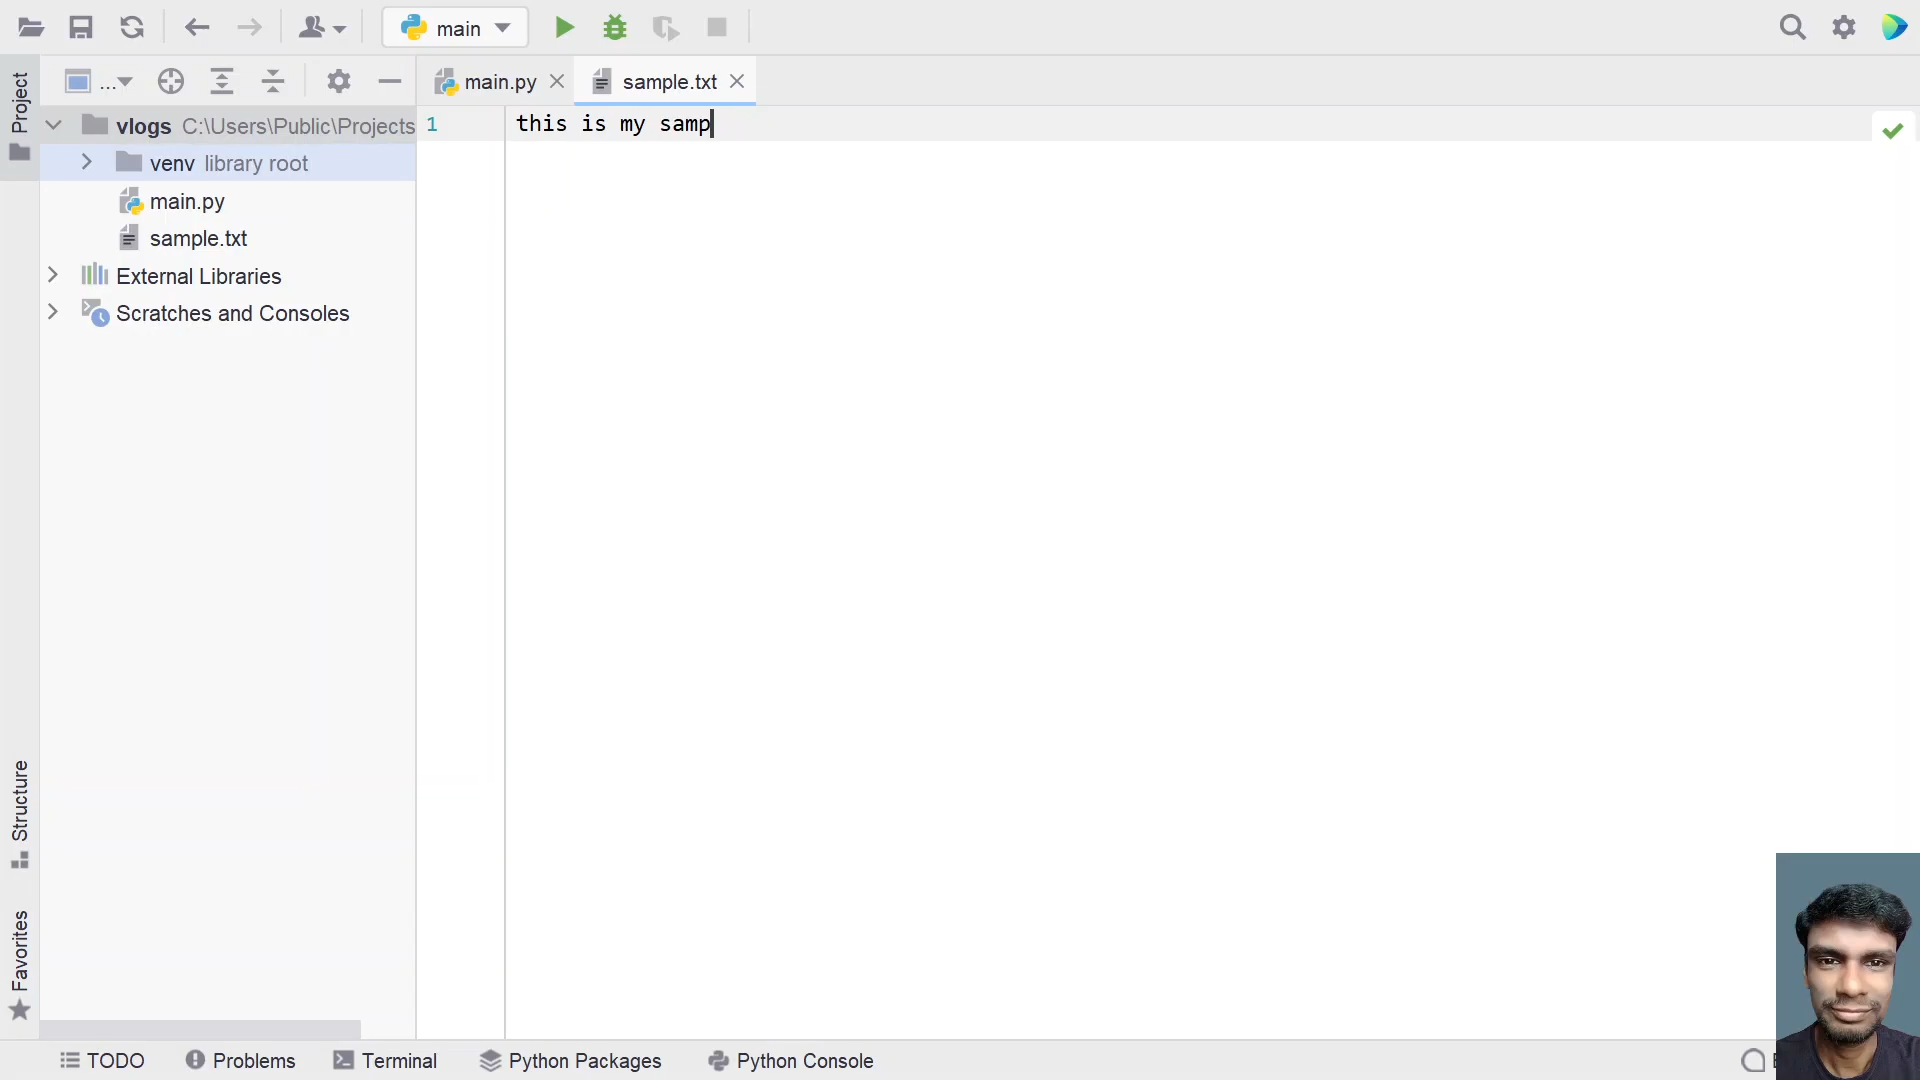 main
Project
...
main.py
sample.txt
vlogs C:\Users\Public\Projects
1
this is my samp
venv library root
main.py
sample.txt
External Libraries
Scratches and Consoles
Structure
Favorites
TODO
Problems
Terminal
Python Packages
Python Console